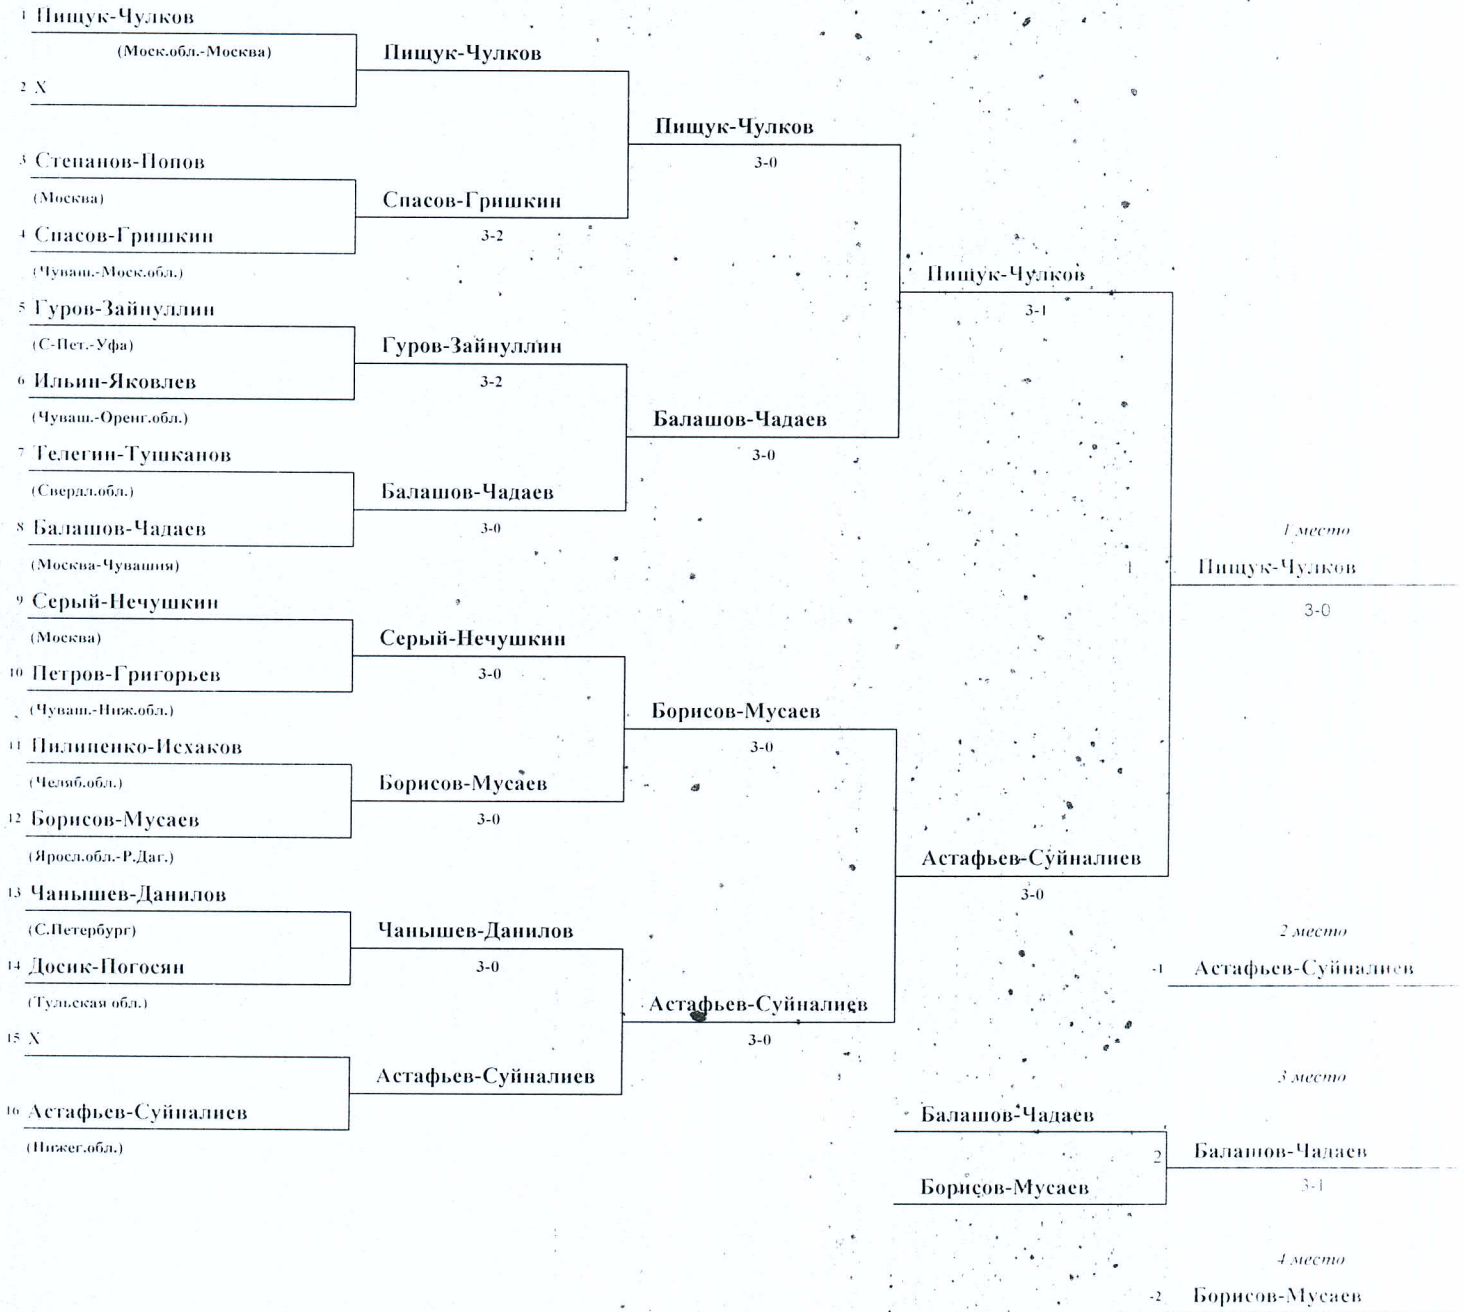 1 Пищук-Чулков
(Моск.обл.-Москва)
2 X
3 Степанов-Попов
(Москва)
4 Спасов-Гришкин
(Чуваш.-Моск.обл.)
5 Гуров-Зайнуллин
(С-Пет.-Уфа)
6 Ильин-Яковлев
(Чуваш.-Оренг.обл.)
7 Телегин-Тушканов
(Свердл.обл.)
8 Балашов-Чадаев
(Москва-Чувашия)
9 Серый-Нечушкин
(Москва)
10 Петров-Григорьев
(Чуваш.-Ниж.обл.)
11 Пилипенко-Исхаков
(Челяб.обл.)
12 Борисов-Мусаев
(Яросл.обл.-Р.Даг.)
13 Чанышев-Данилов
(С.Петербург)
14 Досик-Погосян
(Тульская обл.)
15 X
16 Астафьев-Суйналиев
(Нижег.обл.)
Пищук-Чулков
Спасов-Гришкин
3-2
Гуров-Зайнуллин
3-2
Балашов-Чадаев
3-0
Серый-Нечушкин
3-0
Борисов-Мусаев
3-0
Чанышев-Данилов
3-0
Астафьев-Суйналиев
Пищук-Чулков
3-0
Балашов-Чадаев
3-0
Борисов-Мусаев
3-0
Астафьев-Суйналиев
3-0
Пищук-Чулков
3-1
Астафьев-Суйналиев
3-0
1 место
1 Пищук-Чулков
3-0
2 место
-1 Астафьев-Суйналиев
3 место
Балашов-Чадаев
Борисов-Мусаев
2 Балашов-Чадаев
3-1
4 место
-2 Борисов-Мусаев